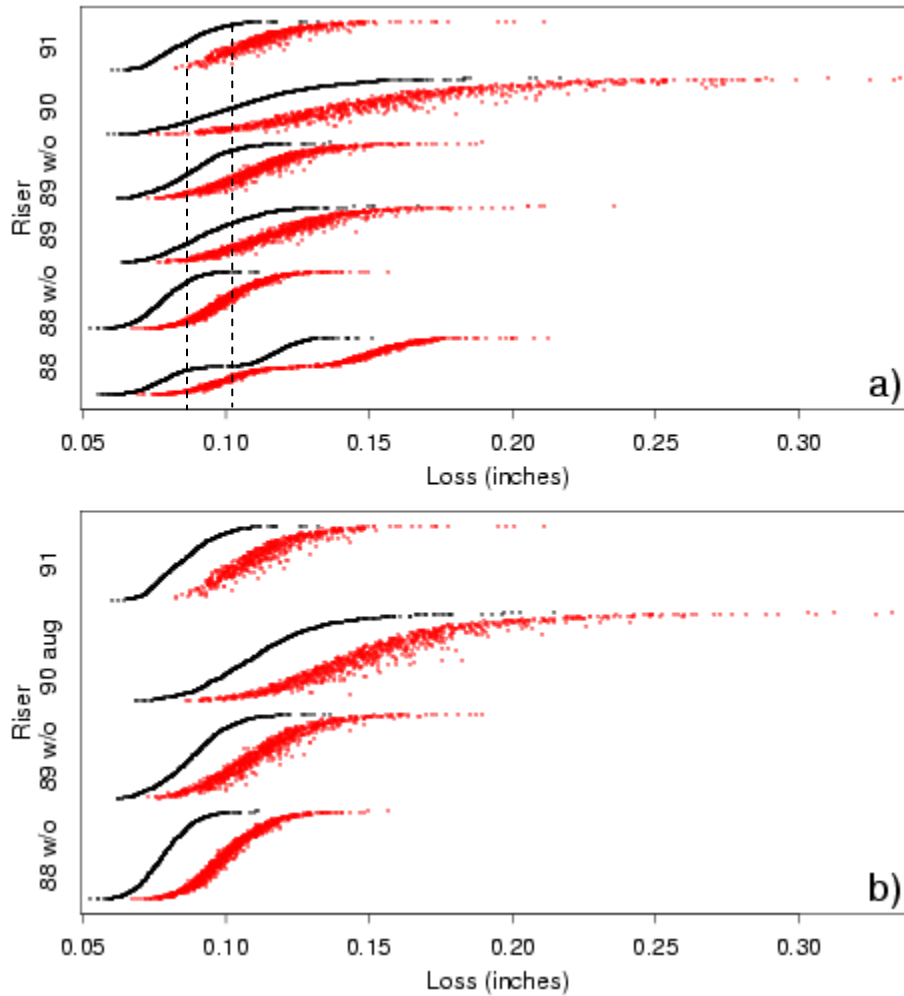 91
90
89 w/o
89
88 w/o
88
Riser
a)
0.05 0.10 0.15 0.20 0.25 0.30
Loss (inches)
91
90 aug
89 w/o
88 w/o
Riser
b)
0.05 0.10 0.15 0.20 0.25 0.30
Loss (inches)